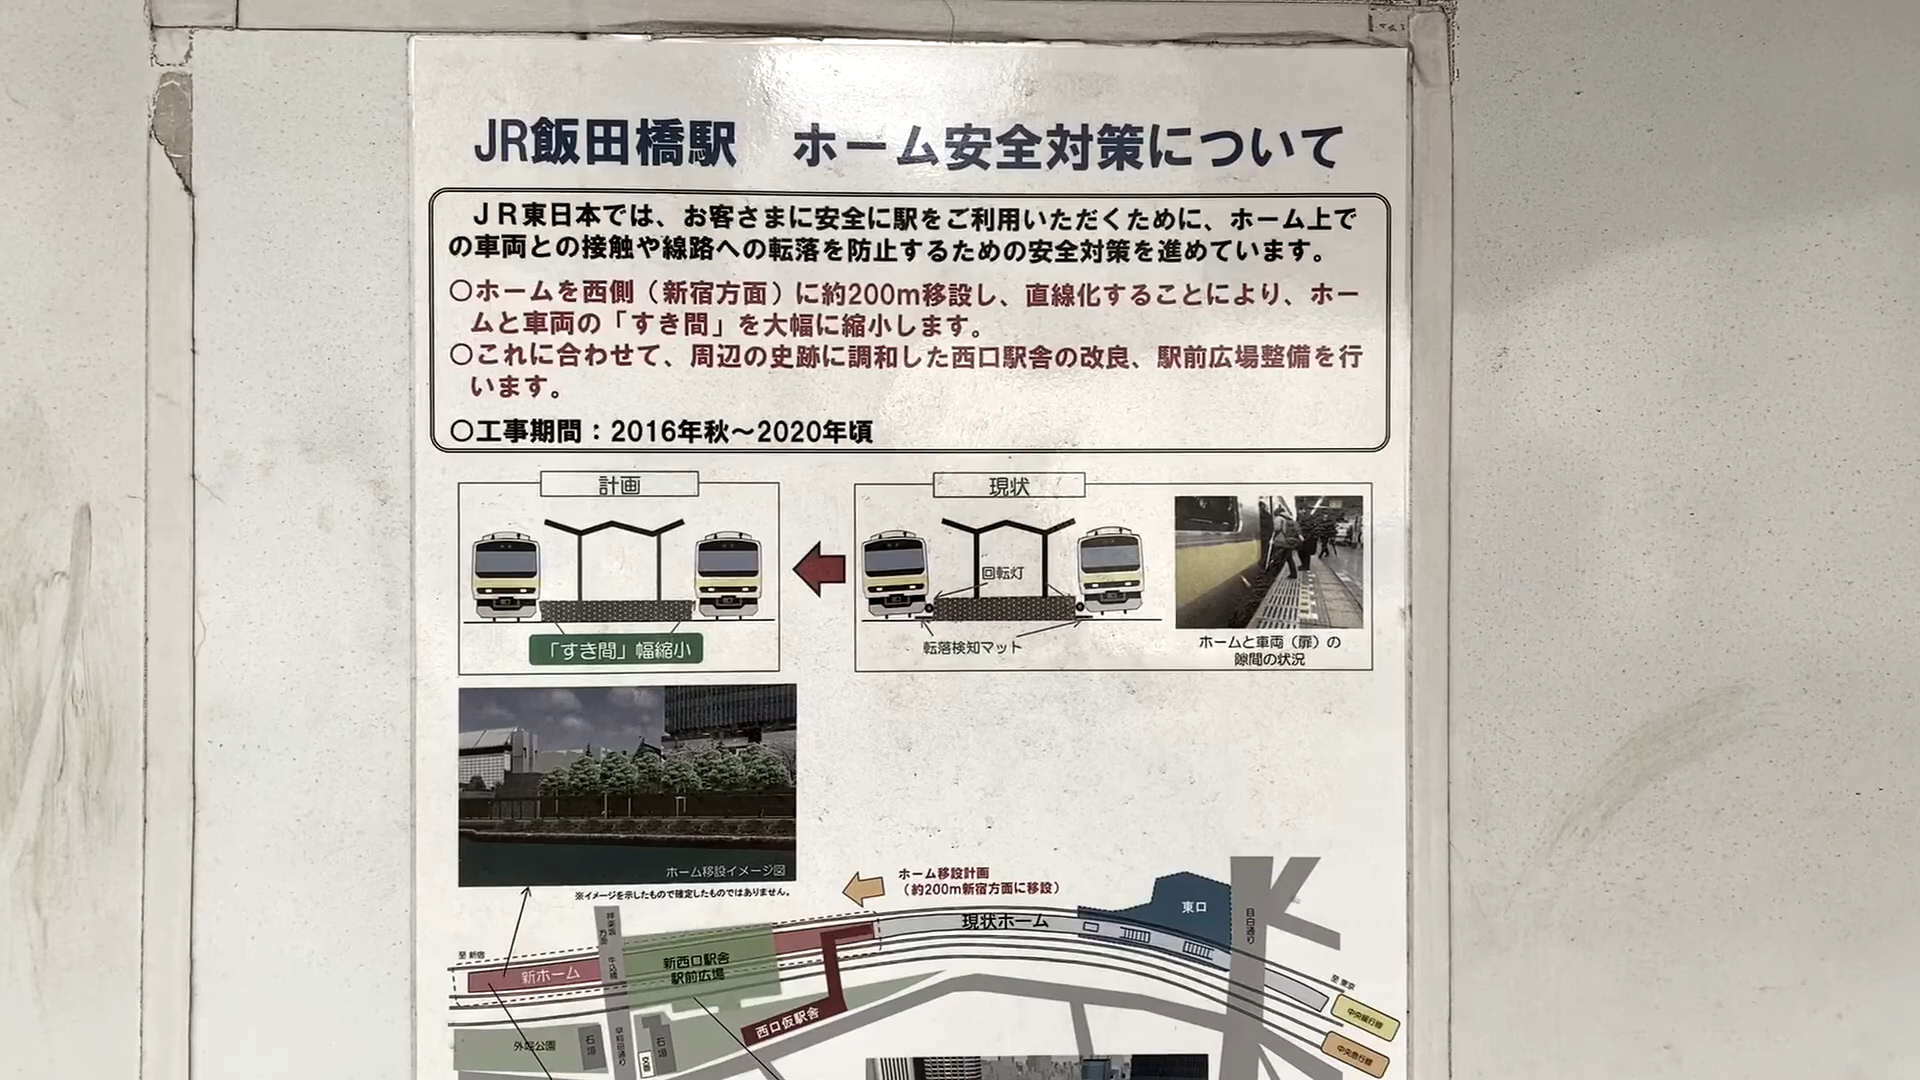 JR飯田橋駅　ホーム安全対策について
ＪＲ東日本では、お客さまに安全に駅をご利用いただくために、ホーム上で
の車両との接触や線路への転落を防止するための安全対策を進めています。
○ホームを西側（新宿方面）に約200m移設し、直線化することにより、ホー
ムと車両の「すき間」を大幅に縮小します。
○これに合わせて、周辺の史跡に調和した西口駅舎の改良、駅前広場整備を行
います。
○工事期間：2016年秋～2020年頃
計画
現状
回転灯
「すき間」幅縮小
転落検知マット
ホームと車両（扉）の
隙間の状況
ホーム移設イメージ図
※イメージを示したもので確定したものではありません。
ホーム移設計画
（約200m新宿方面に移設）
東口
目白通り
現状ホーム
神楽坂
方面
牛込橋
至 新宿
新ホーム
新西口駅舎
駅前広場
至 東京
中央緩行線
中央急行線
西口仮駅舎
外堀公園
石垣
早稲田通り
石垣
交番